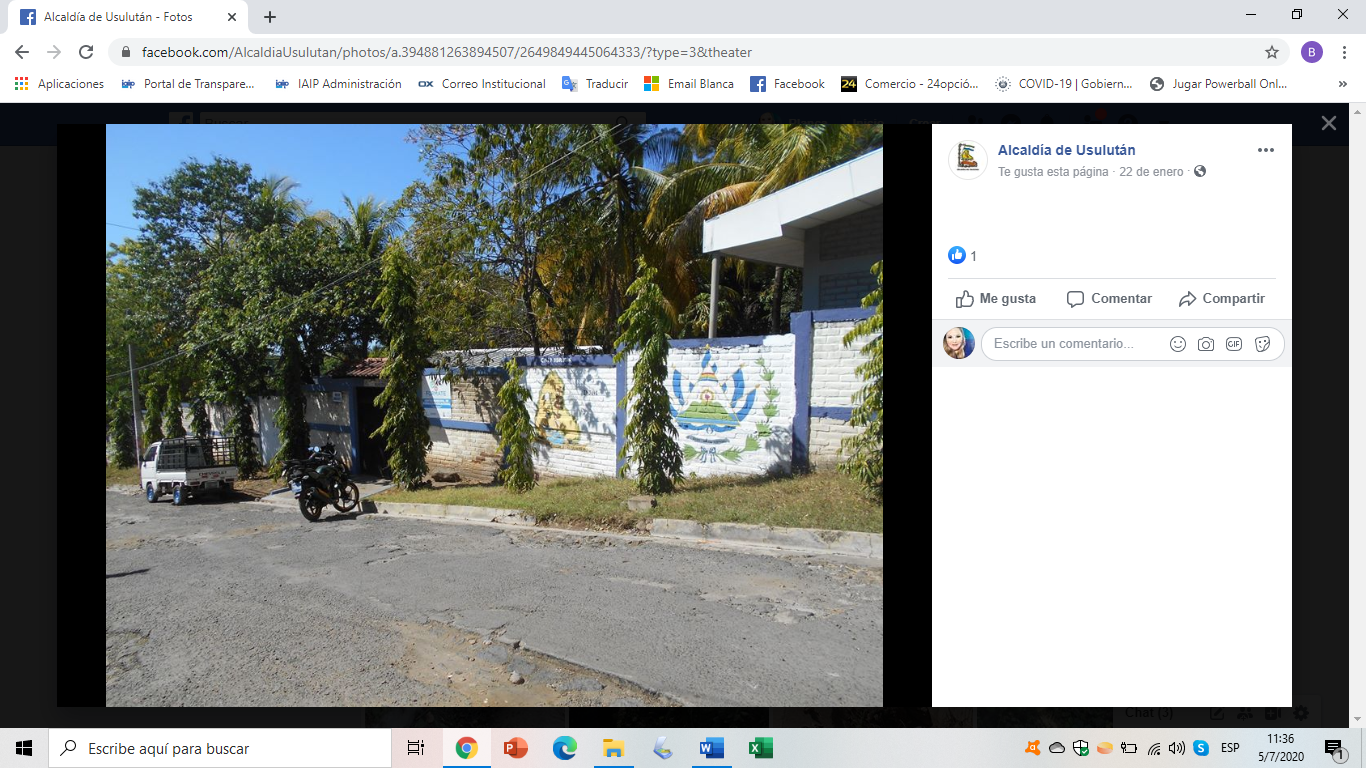 Alcaldía de Usulután - Fotos
facebook.com/AlcaldiaUsulutan/photos/a.394881263894507/2649849445064333/?type=3&theater
B
Aplicaciones
Portal de Transpare...
IAIP Administración
Correo Institucional
Traducir
Email Blanca
Facebook
24
Comercio - 24opció...
COVID-19 | Gobiern...
Jugar Powerball Onl...
»
Alcaldía de Usulután
Te gusta esta página · 22 de enero ·
1
Me gusta
Comentar
Compartir
Escribe un comentario...
GIF
Chat (3)
Escribe aquí para buscar
ESP
11:36
5/7/2020
1